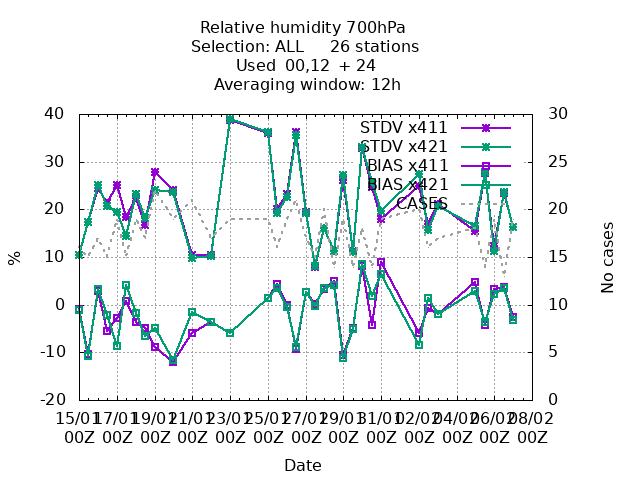 Relative humidity 700hPa
Selection: ALL 26 stations
Used 00,12 + 24
Averaging window: 12h
40 30
STDV x411
STDV x421
30 25
BIAS x411
BIAS x421
CASES
20 20
10 15
%
No cases
0 10
-10 5
-20 0
15/01 17/01 19/01 21/01 23/01 25/01 27/01 29/01 31/01 02/02 04/02 06/02 08/02
00Z 00Z 00Z 00Z 00Z 00Z 00Z 00Z 00Z 00Z 00Z 00Z 00Z
Date